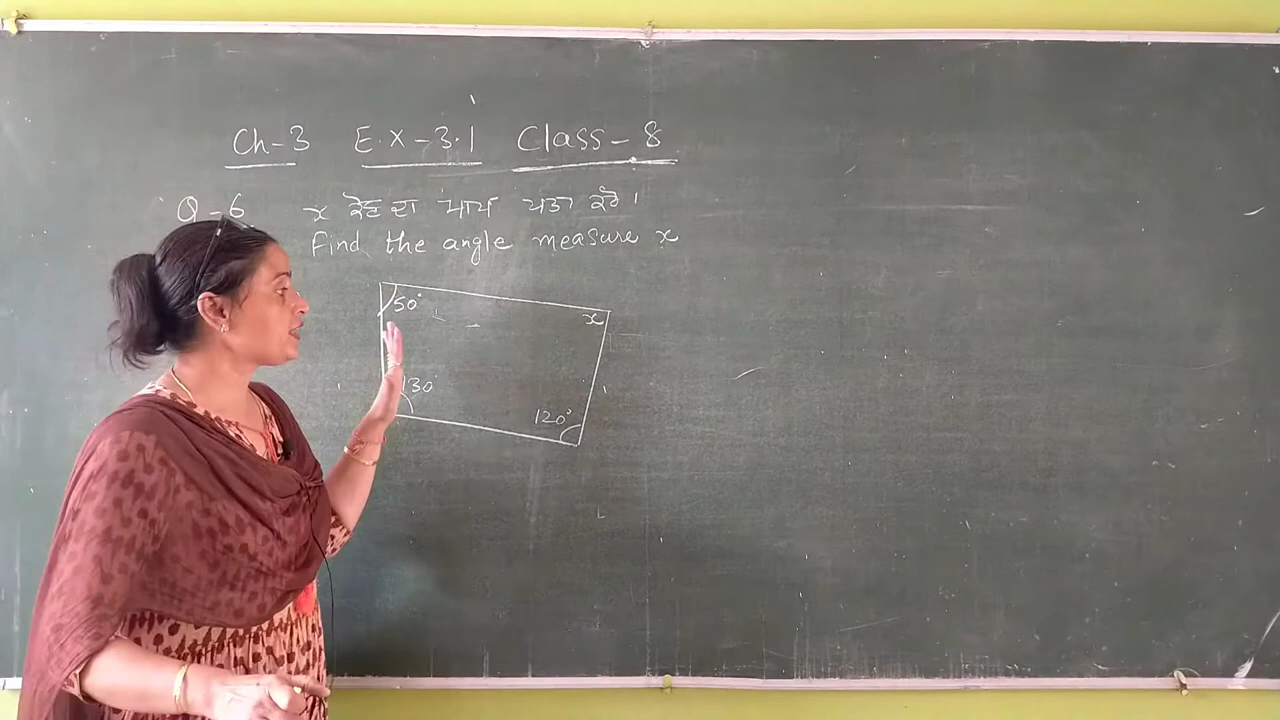 Ch-3 E.X-3.1 Class-8
Q-6 x ਕੋਣ ਦਾ ਮਾਪ ਪਤਾ ਕਰੋ।
Find the angle measure x
50°
x
130°
120°